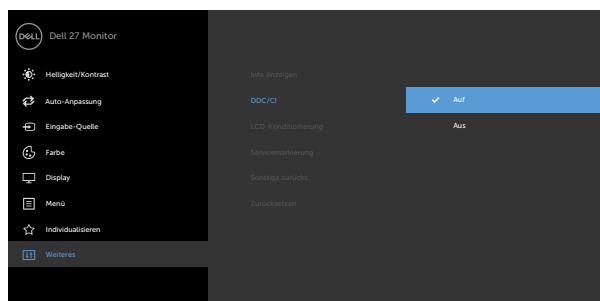 DELL Dell 27 Monitor
Helligkeit/Kontrast
Auto-Anpassung
Eingabe-Quelle
Farbe
Display
Menü
Individualisieren
Weiteres
Info Anzeigen
DDC/CI
LCD-Konditionierung
Servicemarkierung
Sonstige zurücks.
Zurücksetzen
Auf
Aus